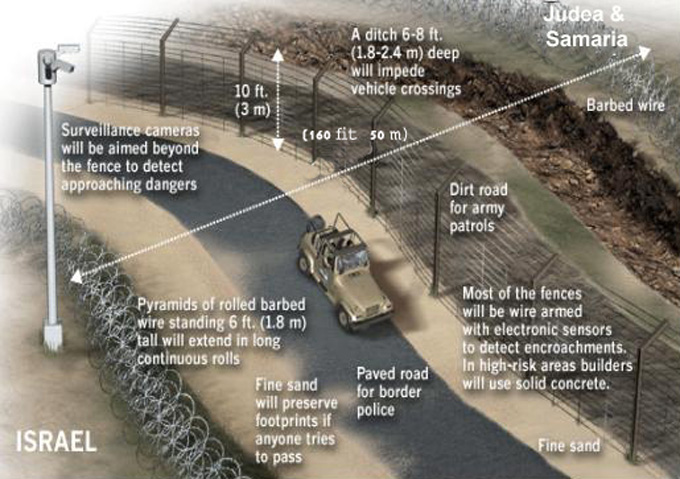 Judea &
Samaria
A ditch 6-8 ft.
(1.8-2.4 m) deep
will impede
vehicle crossings
10 ft.
(3 m)
Barbed wire
(160 fit 50 m)
Surveillance cameras
will be aimed beyond
the fence to detect
approaching dangers
Dirt road
for army
patrols
Pyramids of rolled barbed
wire standing 6 ft. (1.8 m)
tall will extend in long
continuous rolls
Most of the fences
will be wire armed
with electronic sensors
to detect encroachments.
In high-risk areas builders
will use solid concrete.
Fine sand
will preserve
footprints if
anyone tries
to pass
Paved road
for border
police
ISRAEL
Fine sand